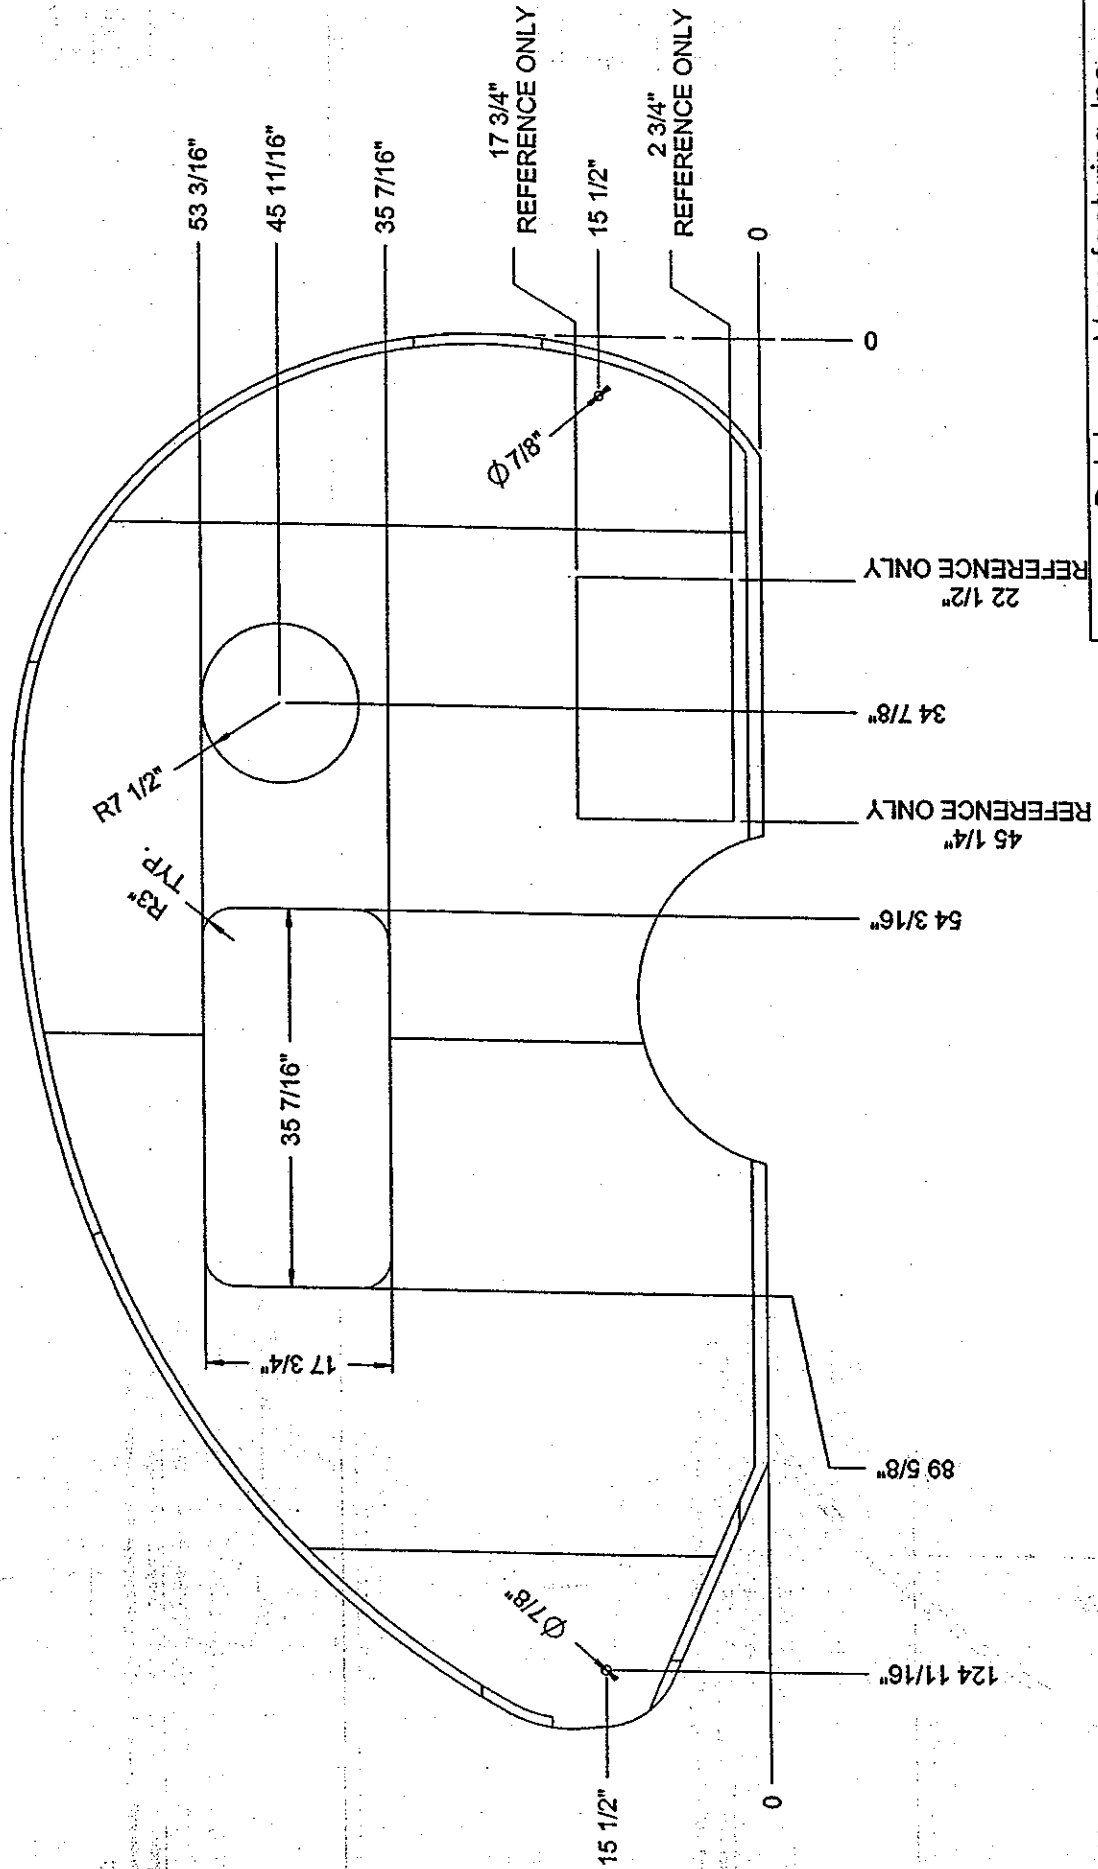 17 3/4"
REFERENCE ONLY
2 3/4"
REFERENCE ONLY
53 3/16"
45 11/16"
35 7/16"
15 1/2"
0
0
Ø 7/8"
R7 1/2"
R3"
TYP.
35 7/16"
17 3/4"
22 1/2"
REFERENCE ONLY
34 7/8"
45 1/4"
REFERENCE ONLY
54 3/16"
89 5/8"
Ø 7/8"
124 11/16"
15 1/2"
0